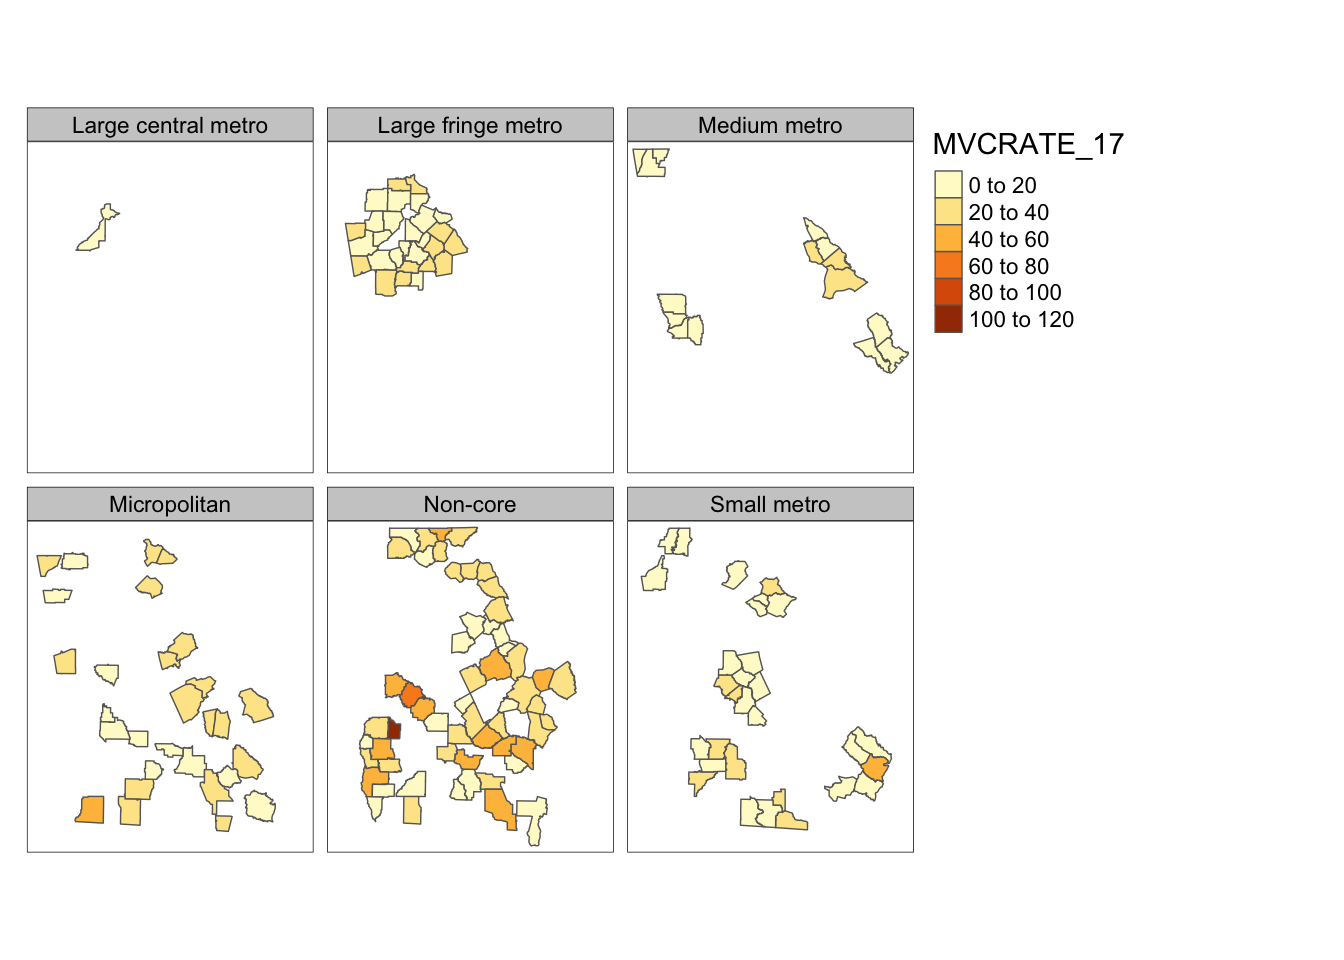 Large central metro
Large fringe metro
Medium metro
MVCRATE_17
0 to 20
20 to 40
40 to 60
60 to 80
80 to 100
100 to 120
Micropolitan
Non-core
Small metro